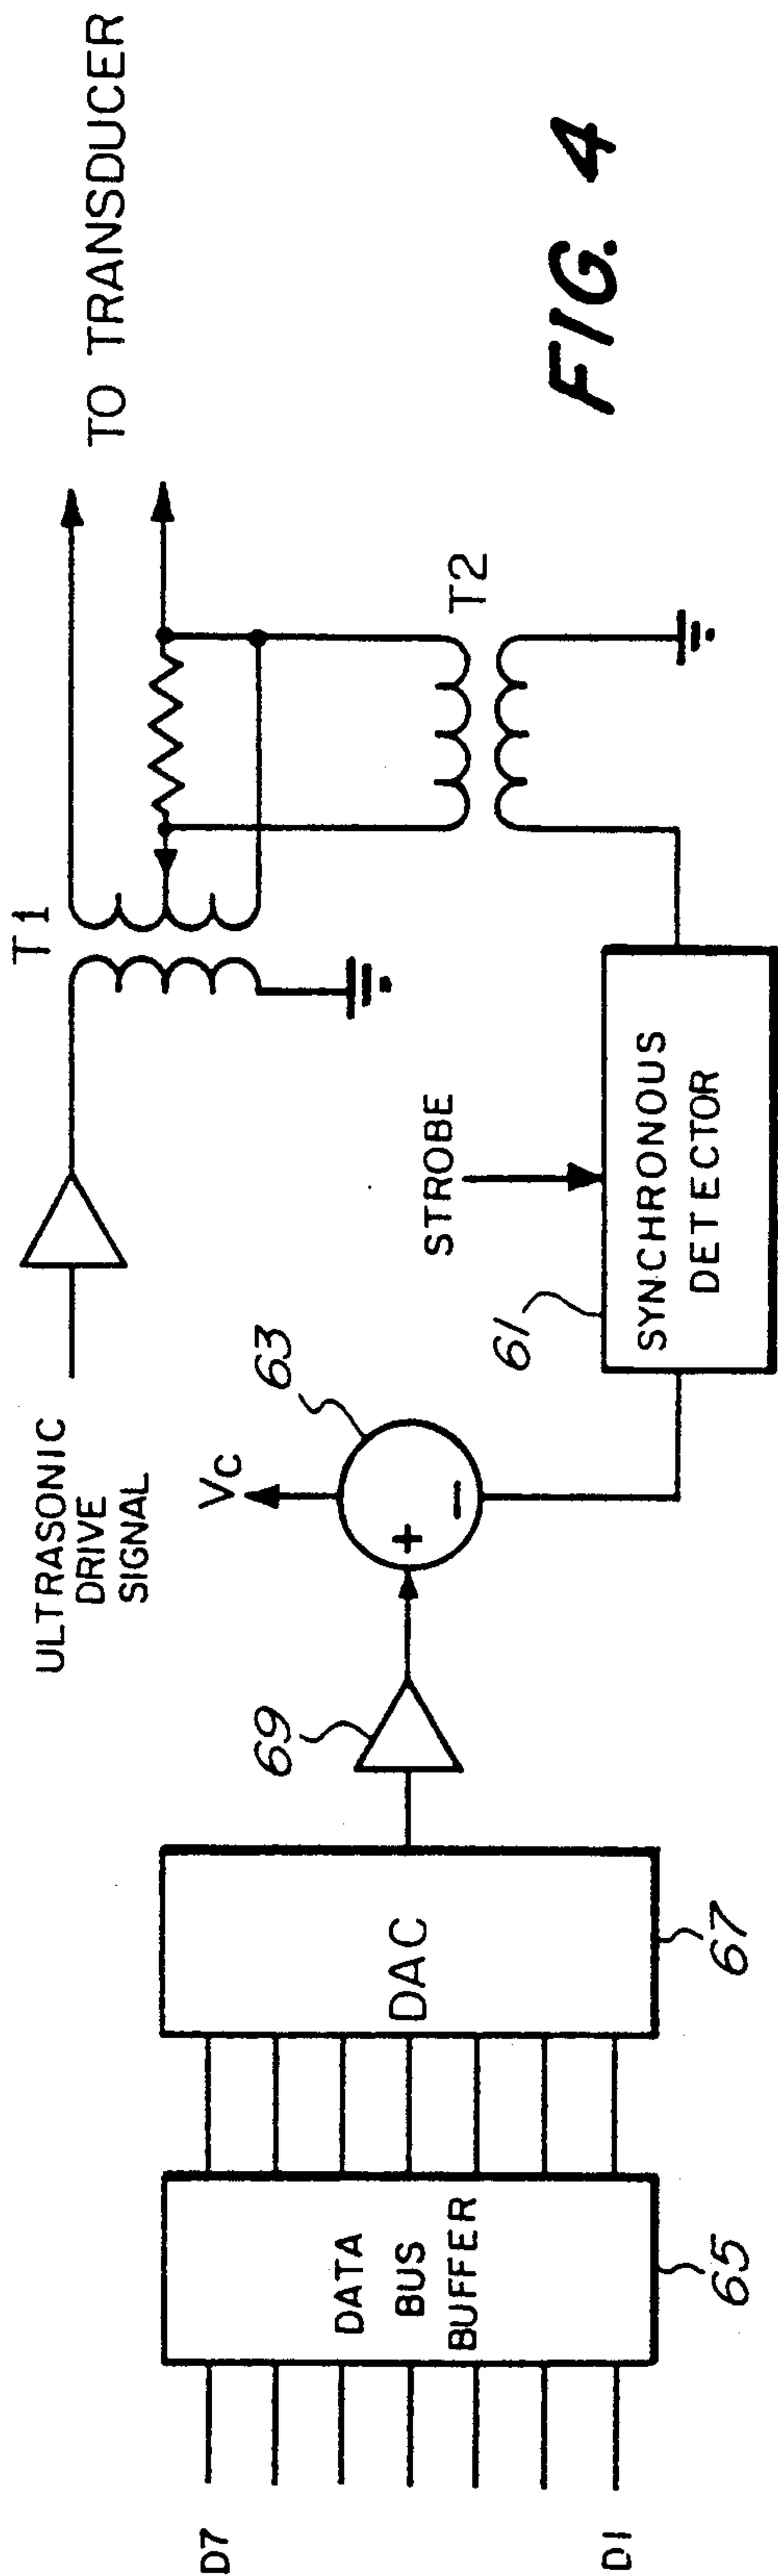 ULTRASONIC
DRIVE
SIGNAL
T1
TO TRANSDUCER
T2
STROBE
61
SYNCHRONOUS
DETECTOR
63
Vc
+
−
69
DAC
67
DATA
BUS
BUFFER
65
D7
D1
FIG. 4